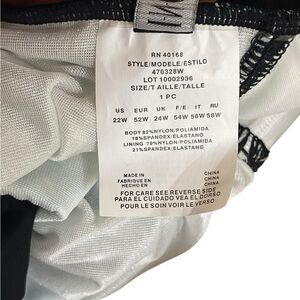 RN 40168
STYLE/MODELE/ESTILO
470328W
LOT 10002936
SIZE/TAILLE/TALLE
1 PC
US EUR UK F/E IT RU
22W 52W 24W 54W 56W 58W
BODY 82%NYLON/POLIAMIDA
18%SPANDEX/ELASTANO
LINING 79%NYLON/POLIAMIDA
21%SPANDEX/ELASTANO
MADE IN CHINA
FABRIQUE EN CHINE
HECHO EN CHINA
FOR CARE SEE REVERSE SIDE
PARA EL CUIDADO VEA EL DORSO
POUR LE SOIN VOIR LE VERSO